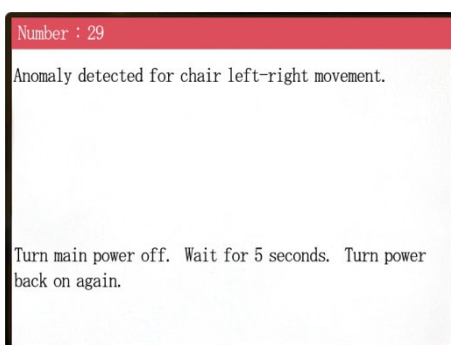 Number : 29
Anomaly detected for chair left-right movement.
Turn main power off. Wait for 5 seconds. Turn power
back on again.